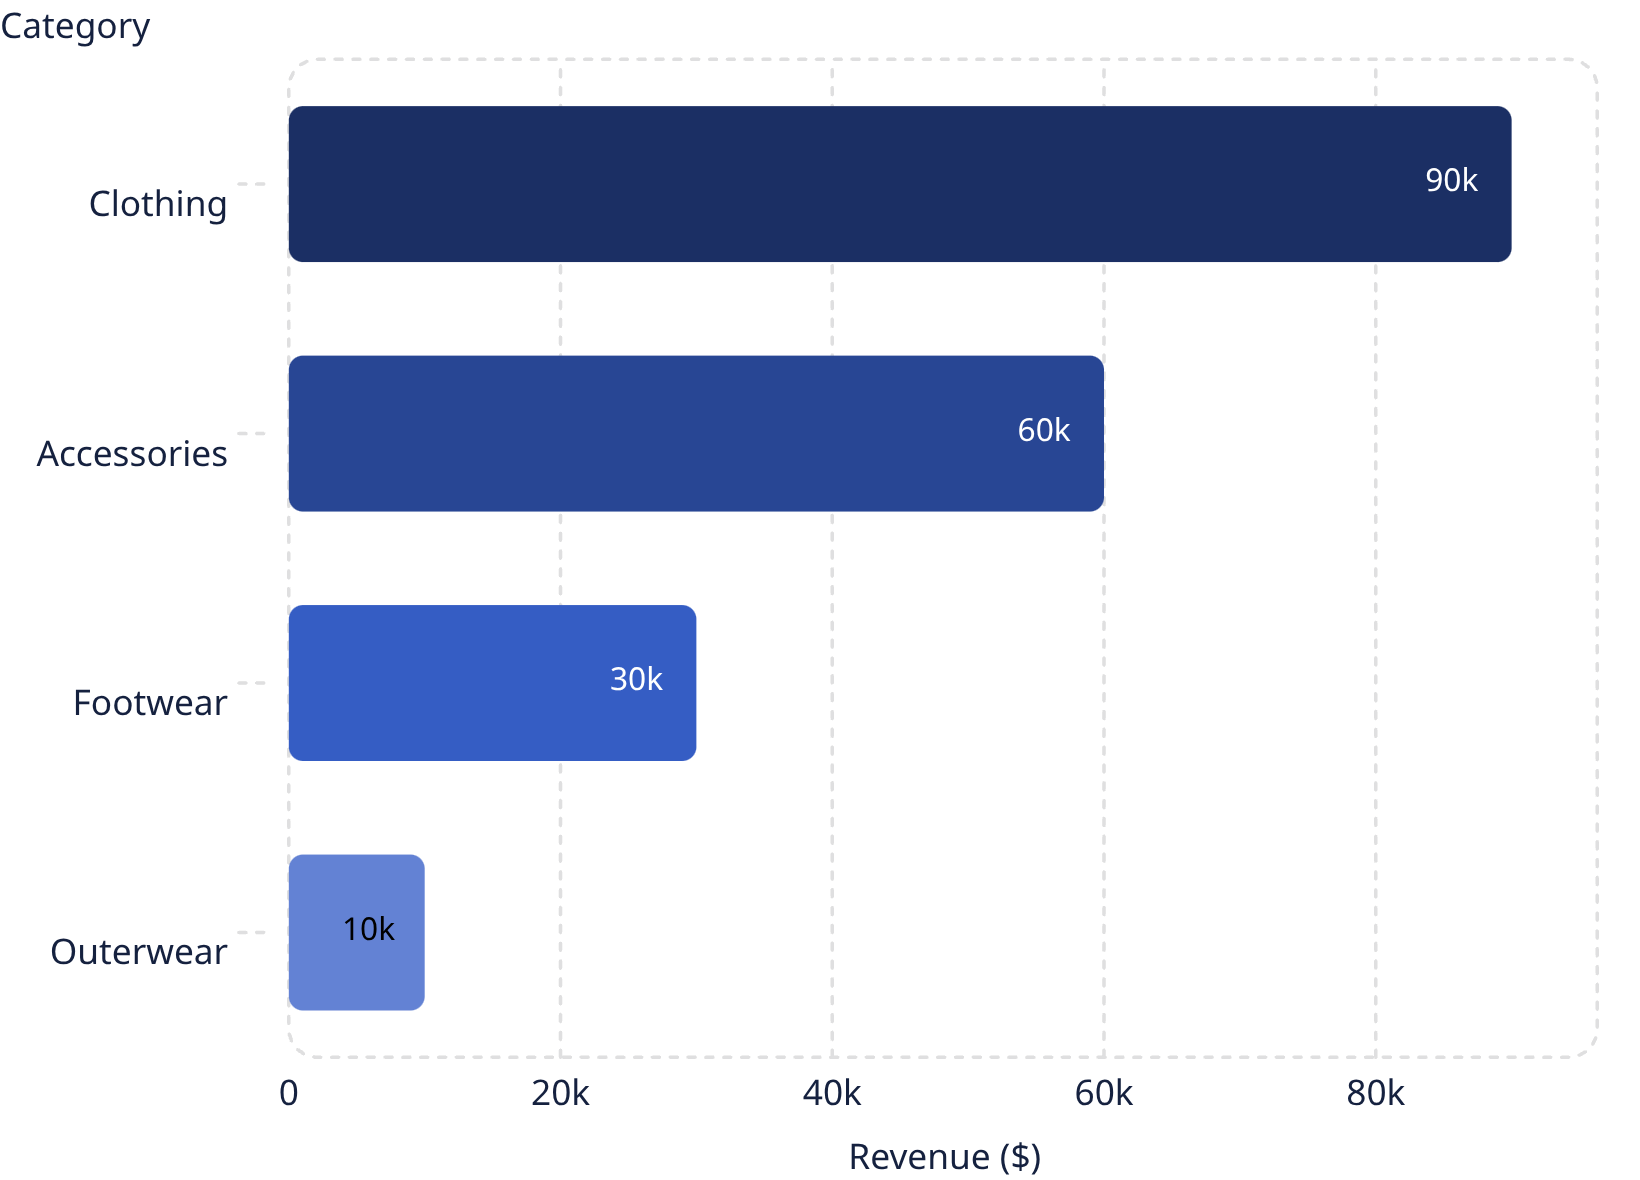 Category
Clothing
90k
Accessories
60k
Footwear
30k
Outerwear
10k
0 20k 40k 60k 80k
Revenue ($)